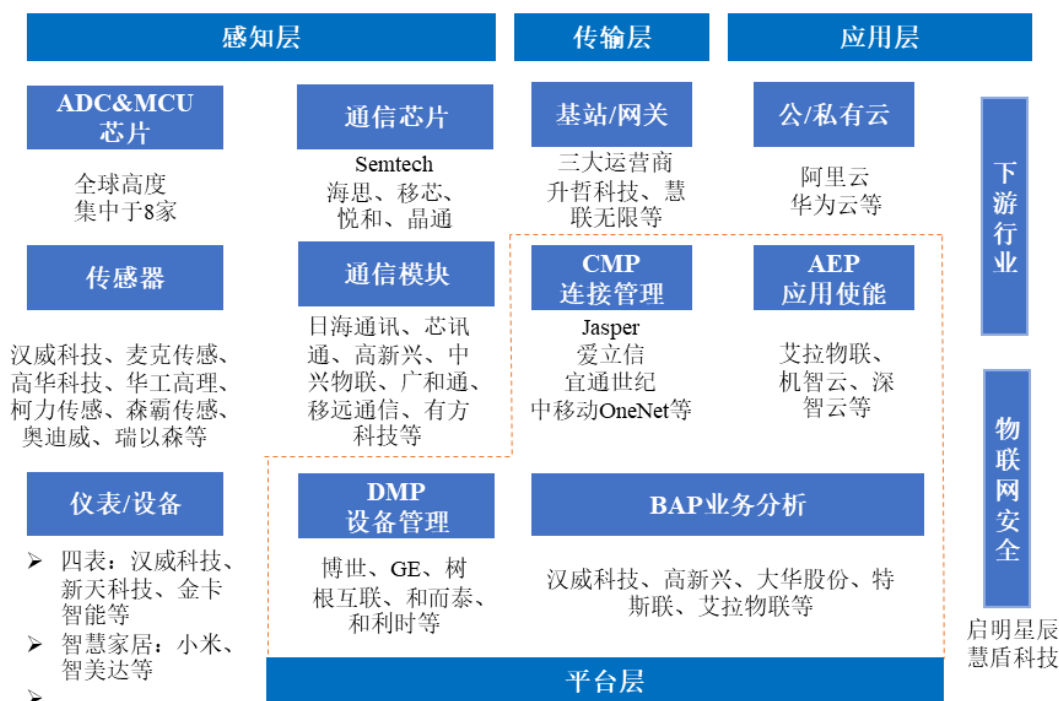 感知层
传输层
应用层
ADC&MCU
芯片
全球高度
集中于8家
通信芯片
Semtech
海思、移芯、
悦和、晶通
基站/网关
三大运营商
升哲科技、慧
联无限等
公/私有云
阿里云
华为云等
下游行业
传感器
汉威科技、麦克传感、
高华科技、华工高理、
柯力传感、森霸传感、
奥迪威、瑞以森等
通信模块
日海通讯、芯讯
通、高新兴、中
兴物联、广和通、
移远通信、有方
科技等
CMP
连接管理
Jasper
爱立信
宜通世纪
中移动OneNet等
AEP
应用使能
艾拉物联、
机智云、深
智云等
物联网安全
启明星辰
慧盾科技
仪表/设备
➢ 四表：汉威科技、
新天科技、金卡
智能等
➢ 智慧家居：小米、
智美达等
➢
DMP
设备管理
博世、GE、树
根互联、和而泰、
和利时等
BAP业务分析
汉威科技、高新兴、大华股份、特
斯联、艾拉物联等
平台层